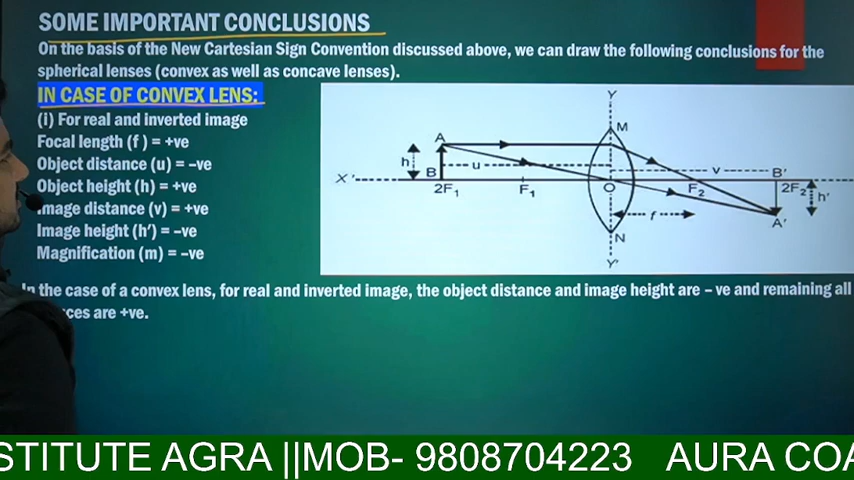 SOME IMPORTANT CONCLUSIONS
On the basis of the New Cartesian Sign Convention discussed above, we can draw the following conclusions for the
spherical lenses (convex as well as concave lenses).
IN CASE OF CONVEX LENS:
(i) For real and inverted image
Focal length (f ) = +ve
Object distance (u) = –ve
Object height (h) = +ve
Image distance (v) = +ve
Image height (h′) = –ve
Magnification (m) = –ve
Y
M
A
h
u
v
B
B'
X'
2F₁
F₁
O
F₂
2F₂
h'
f
A'
N
Y'
In the case of a convex lens, for real and inverted image, the object distance and image height are – ve and remaining all
are +ve.
STITUTE AGRA ||MOB- 9808704223 AURA COA